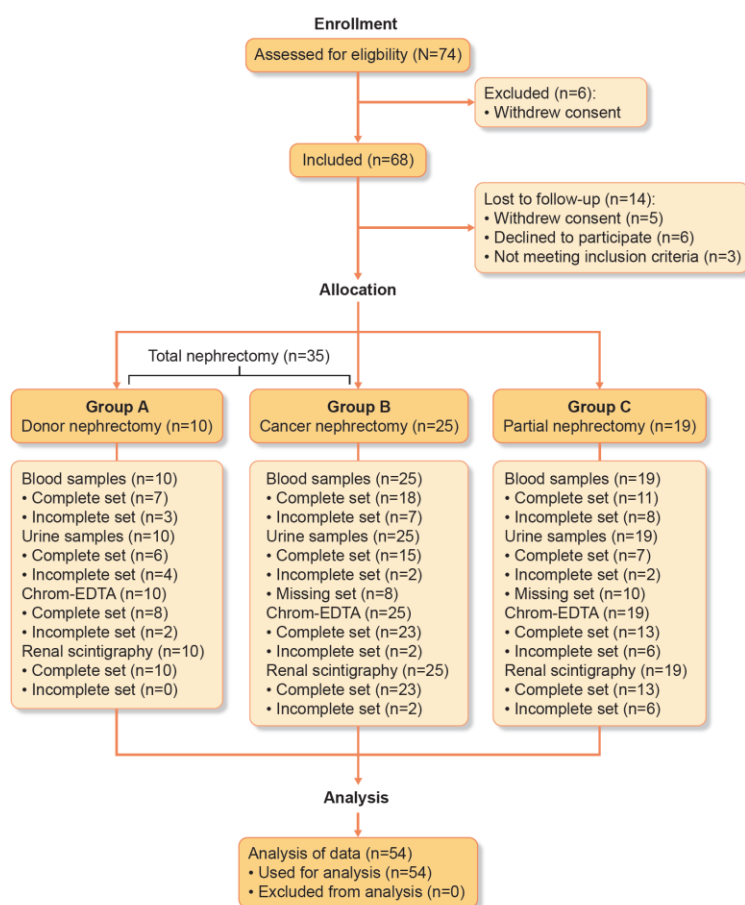 Enrollment
Assessed for eligbility (N=74)
Excluded (n=6):
• Withdrew consent
Included (n=68)
Lost to follow-up (n=14):
• Withdrew consent (n=5)
• Declined to participate (n=6)
• Not meeting inclusion criteria (n=3)
Allocation
Total nephrectomy (n=35)
Group A
Donor nephrectomy (n=10)
Group B
Cancer nephrectomy (n=25)
Group C
Partial nephrectomy (n=19)
Blood samples (n=10)
• Complete set (n=7)
• Incomplete set (n=3)
Urine samples (n=10)
• Complete set (n=6)
• Incomplete set (n=4)
Chrom-EDTA (n=10)
• Complete set (n=8)
• Incomplete set (n=2)
Renal scintigraphy (n=10)
• Complete set (n=10)
• Incomplete set (n=0)
Blood samples (n=25)
• Complete set (n=18)
• Incomplete set (n=7)
Urine samples (n=25)
• Complete set (n=15)
• Incomplete set (n=2)
• Missing set (n=8)
Chrom-EDTA (n=25)
• Complete set (n=23)
• Incomplete set (n=2)
Renal scintigraphy (n=25)
• Complete set (n=23)
• Incomplete set (n=2)
Blood samples (n=19)
• Complete set (n=11)
• Incomplete set (n=8)
Urine samples (n=19)
• Complete set (n=7)
• Incomplete set (n=2)
• Missing set (n=10)
Chrom-EDTA (n=19)
• Complete set (n=13)
• Incomplete set (n=6)
Renal scintigraphy (n=19)
• Complete set (n=13)
• Incomplete set (n=6)
Analysis
Analysis of data (n=54)
• Used for analysis (n=54)
• Excluded from analysis (n=0)